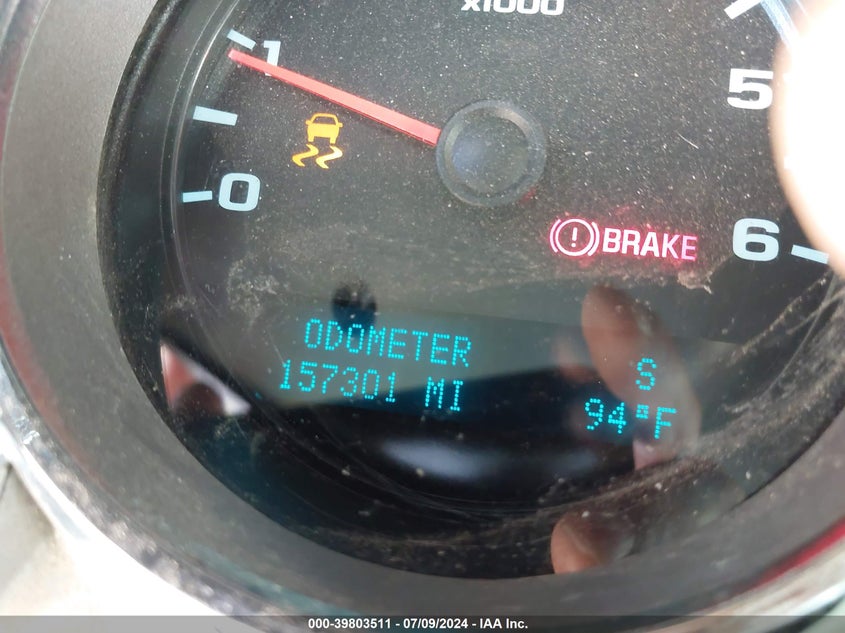 x1000
1
5
0
6
BRAKE
ODOMETER
157301 MI
S
94°F
000-39803511 - 07/09/2024 - IAA Inc.